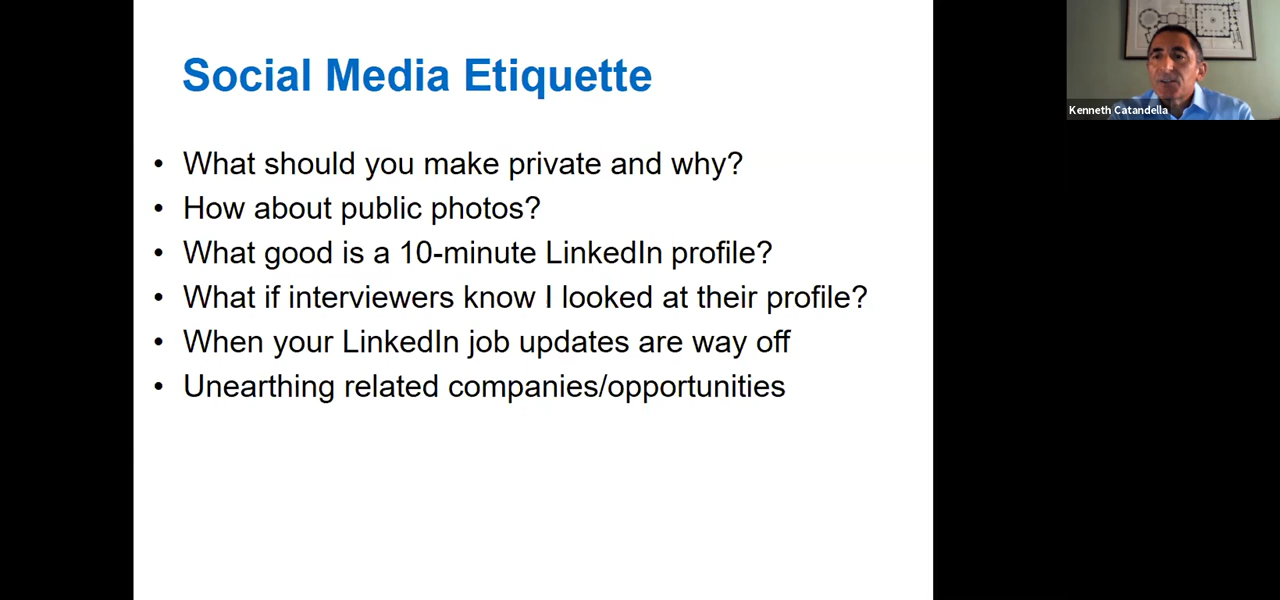 Social Media Etiquette
• What should you make private and why?
• How about public photos?
• What good is a 10-minute LinkedIn profile?
• What if interviewers know I looked at their profile?
• When your LinkedIn job updates are way off
• Unearthing related companies/opportunities
Kenneth Catandella